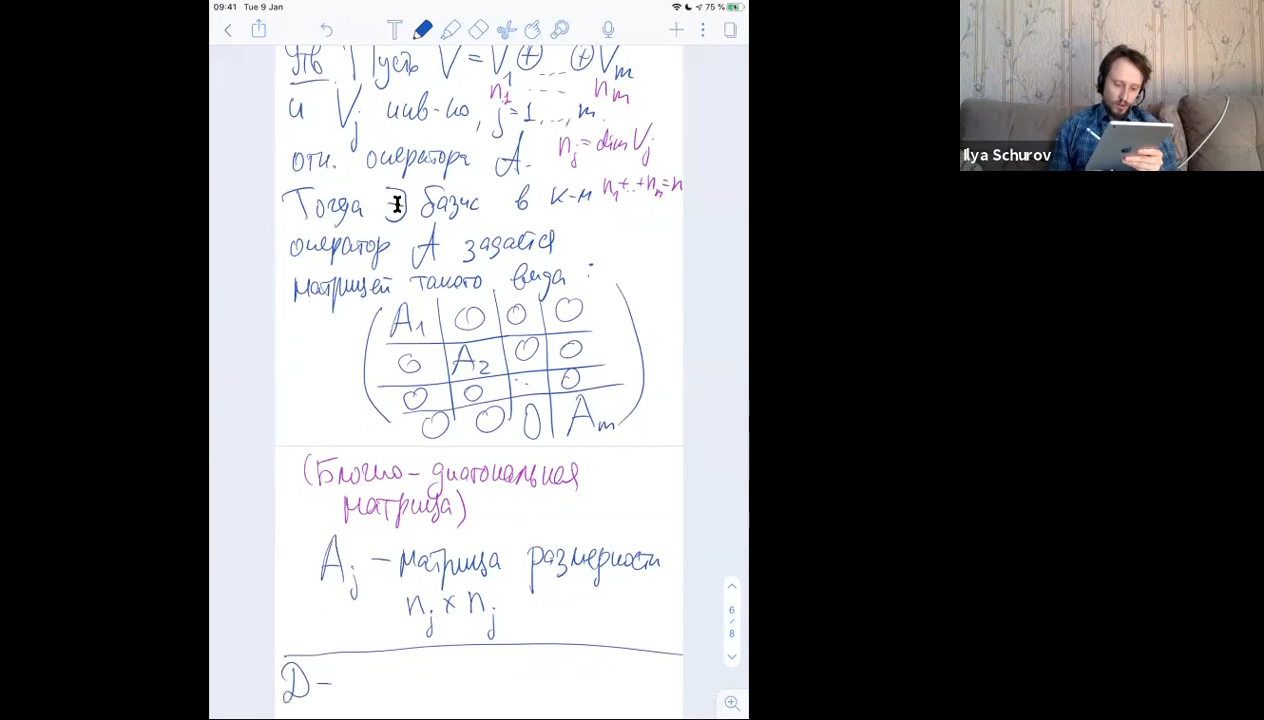 09:41 Tue 9 Jan
75 %
Утв Пусть V = V₁ ⊕ ... ⊕ Vₘ
n₁ ... nₘ
и Vⱼ инв-но, j = 1, ..., m.
nⱼ = dim Vⱼ
отн. оператора A.
Тогда ∃ базис в к-м n₁+..+nₘ=n
оператор A задаётся
матрицей такого вида:
A₁ 0 0 0
0 A₂ 0 0
0 0 ⋱ 0
0 0 0 Aₘ
(Блочно-диагональная
матрица)
Aⱼ – матрица размерности
nⱼ × nⱼ
Д –
6
/
8
Ilya Schurov